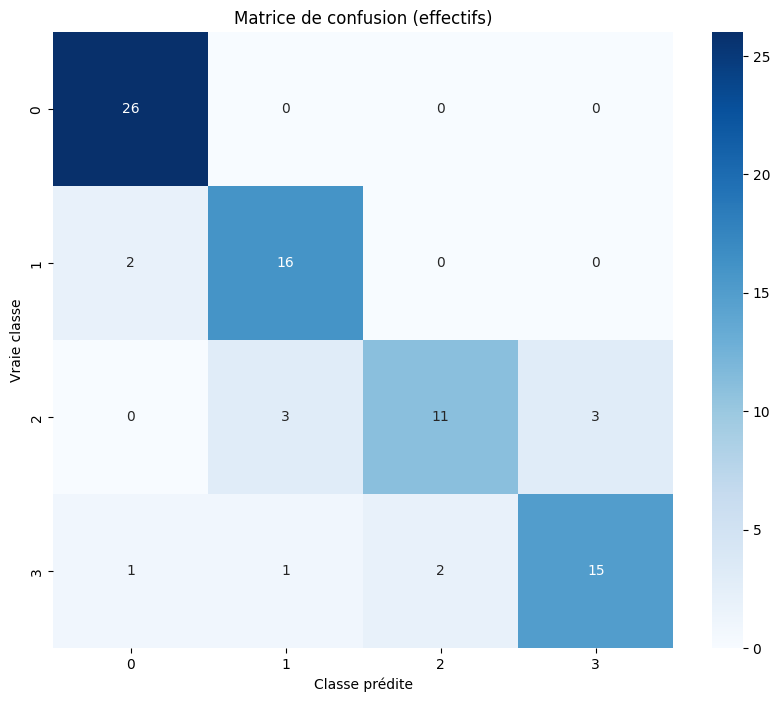 Matrice de confusion (effectifs)
Vraie classe
0 26 0 0 0
1 2 16 0 0
2 0 3 11 3
3 1 1 2 15
0 1 2 3
Classe prédite
25
20
15
10
5
0